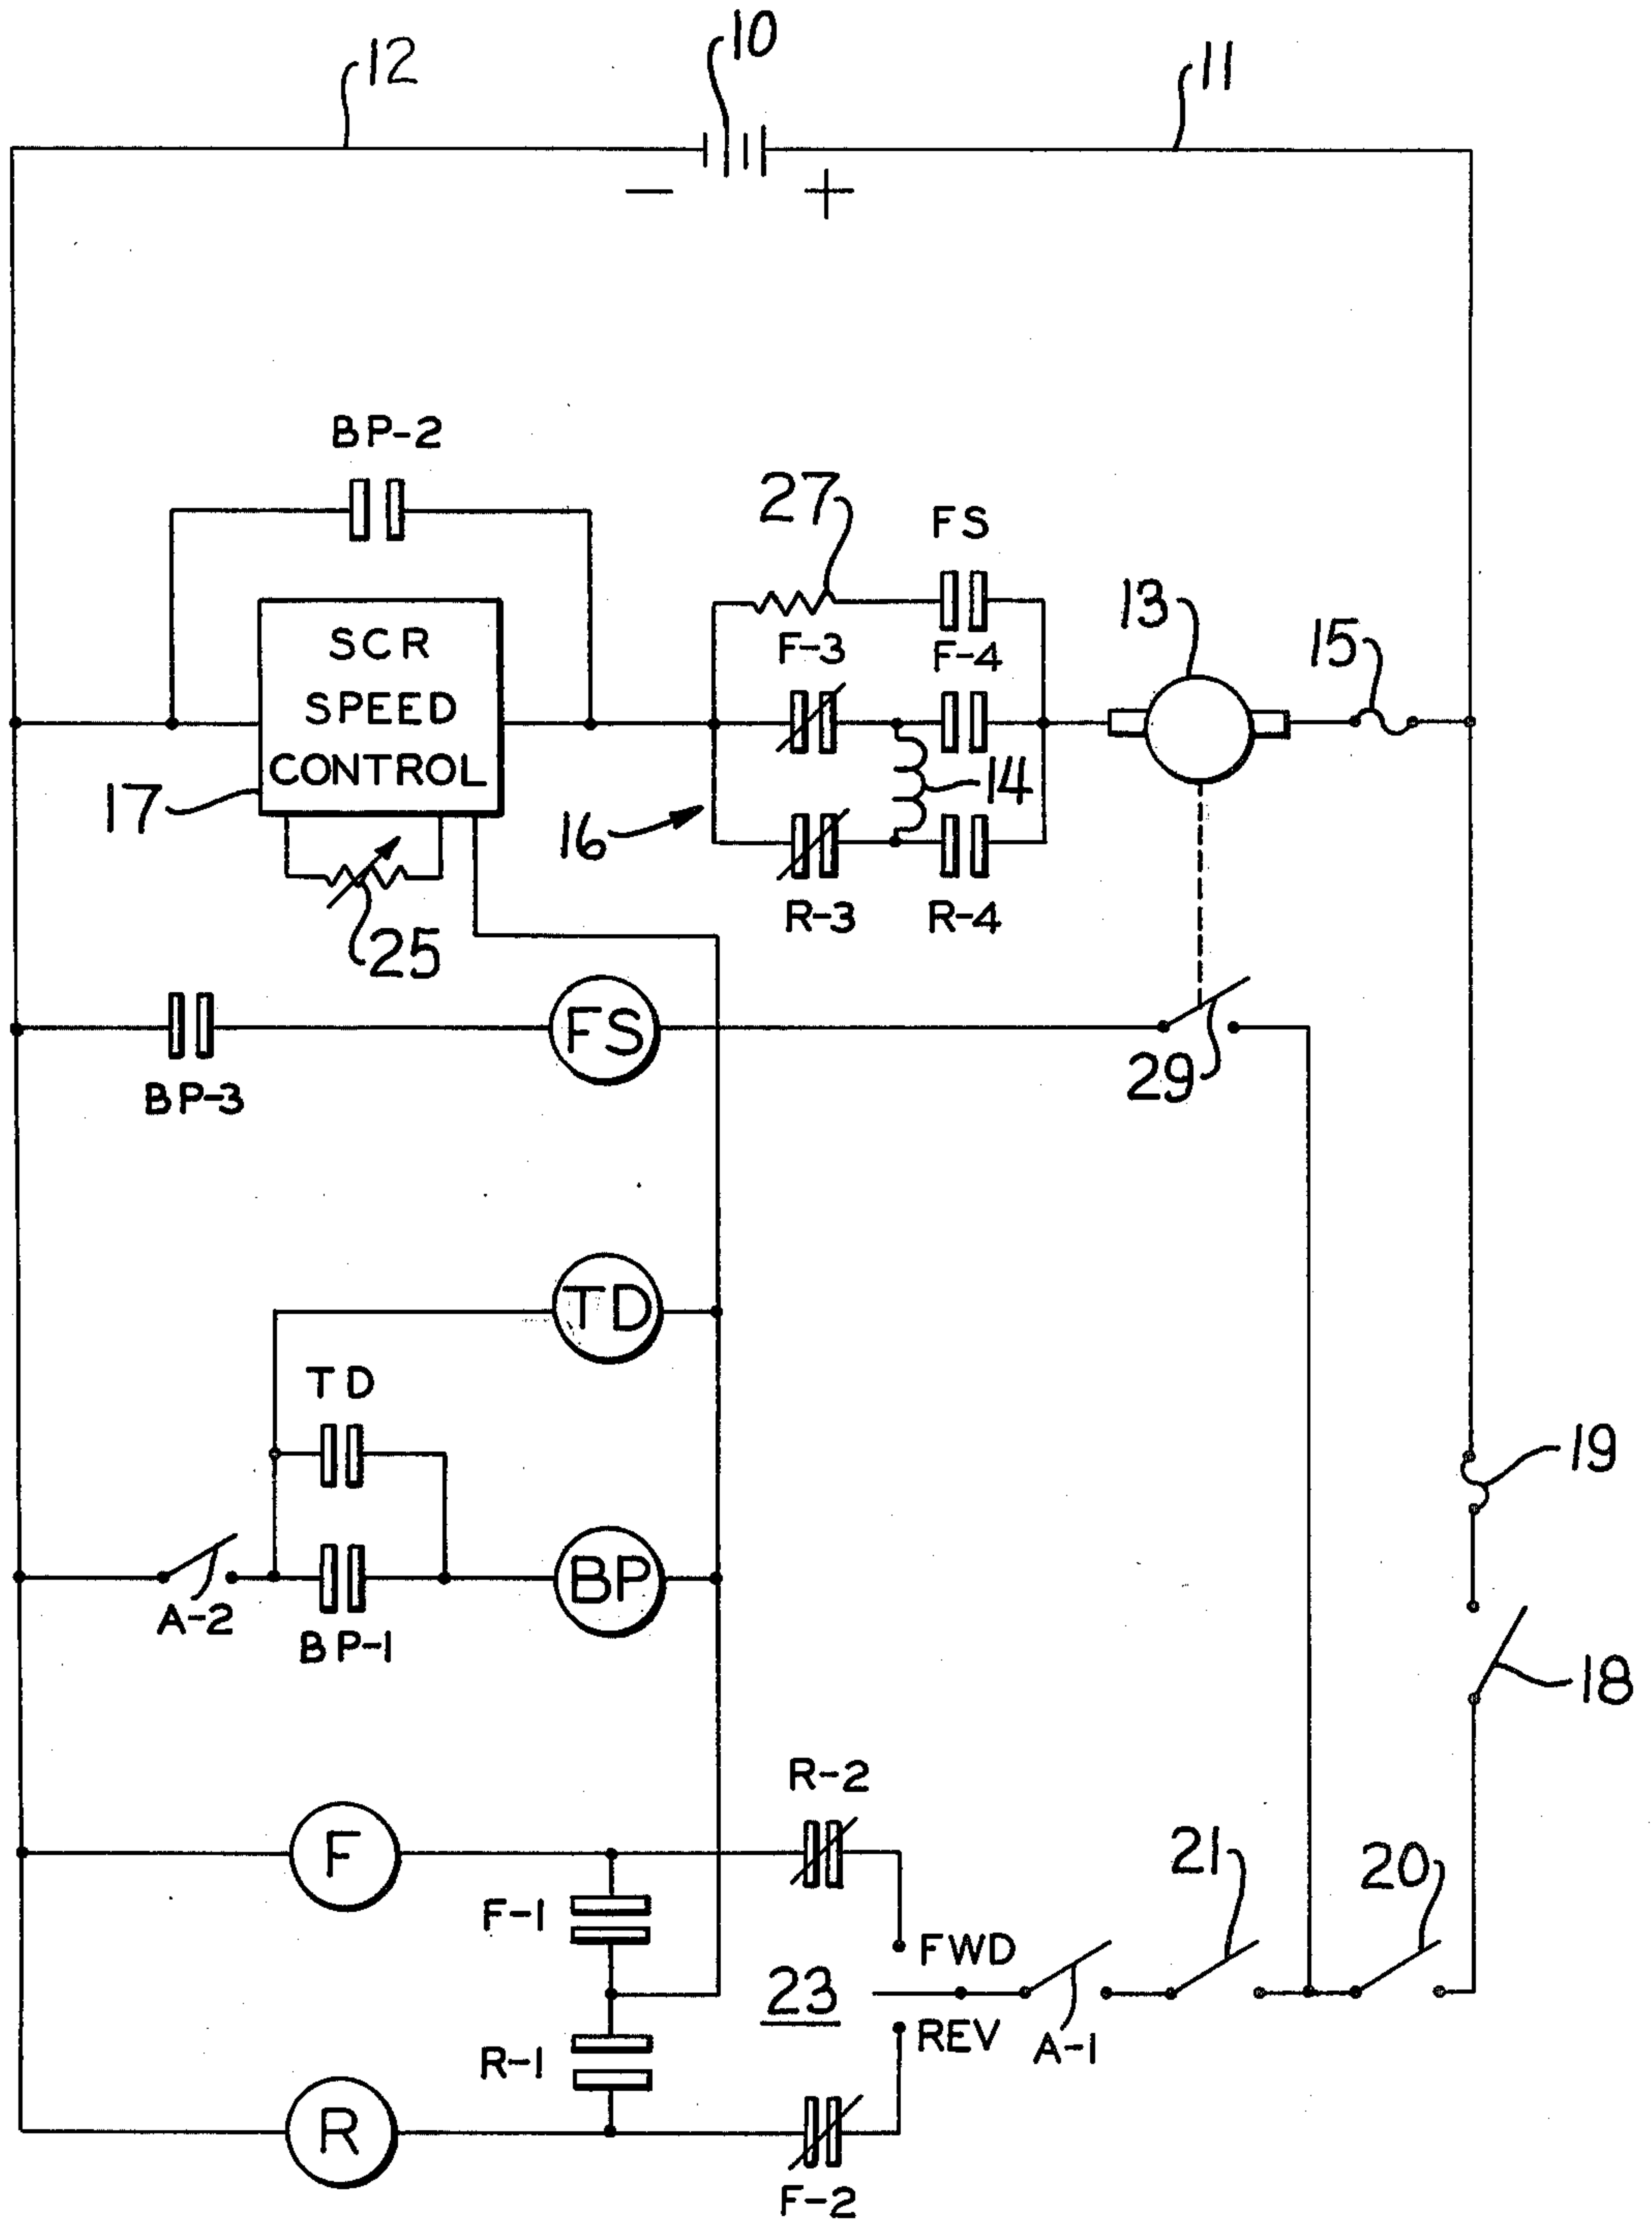 12
10
11
− +
BP-2
27
FS
13
15
SCR
SPEED
CONTROL
F-3
F-4
17
16
14
25
R-3
R-4
FS
BP-3
29
TD
TD
19
BP
A-2
BP-1
18
R-2
F
21
20
F-1
FWD
23
REV
A-1
R-1
R
F-2